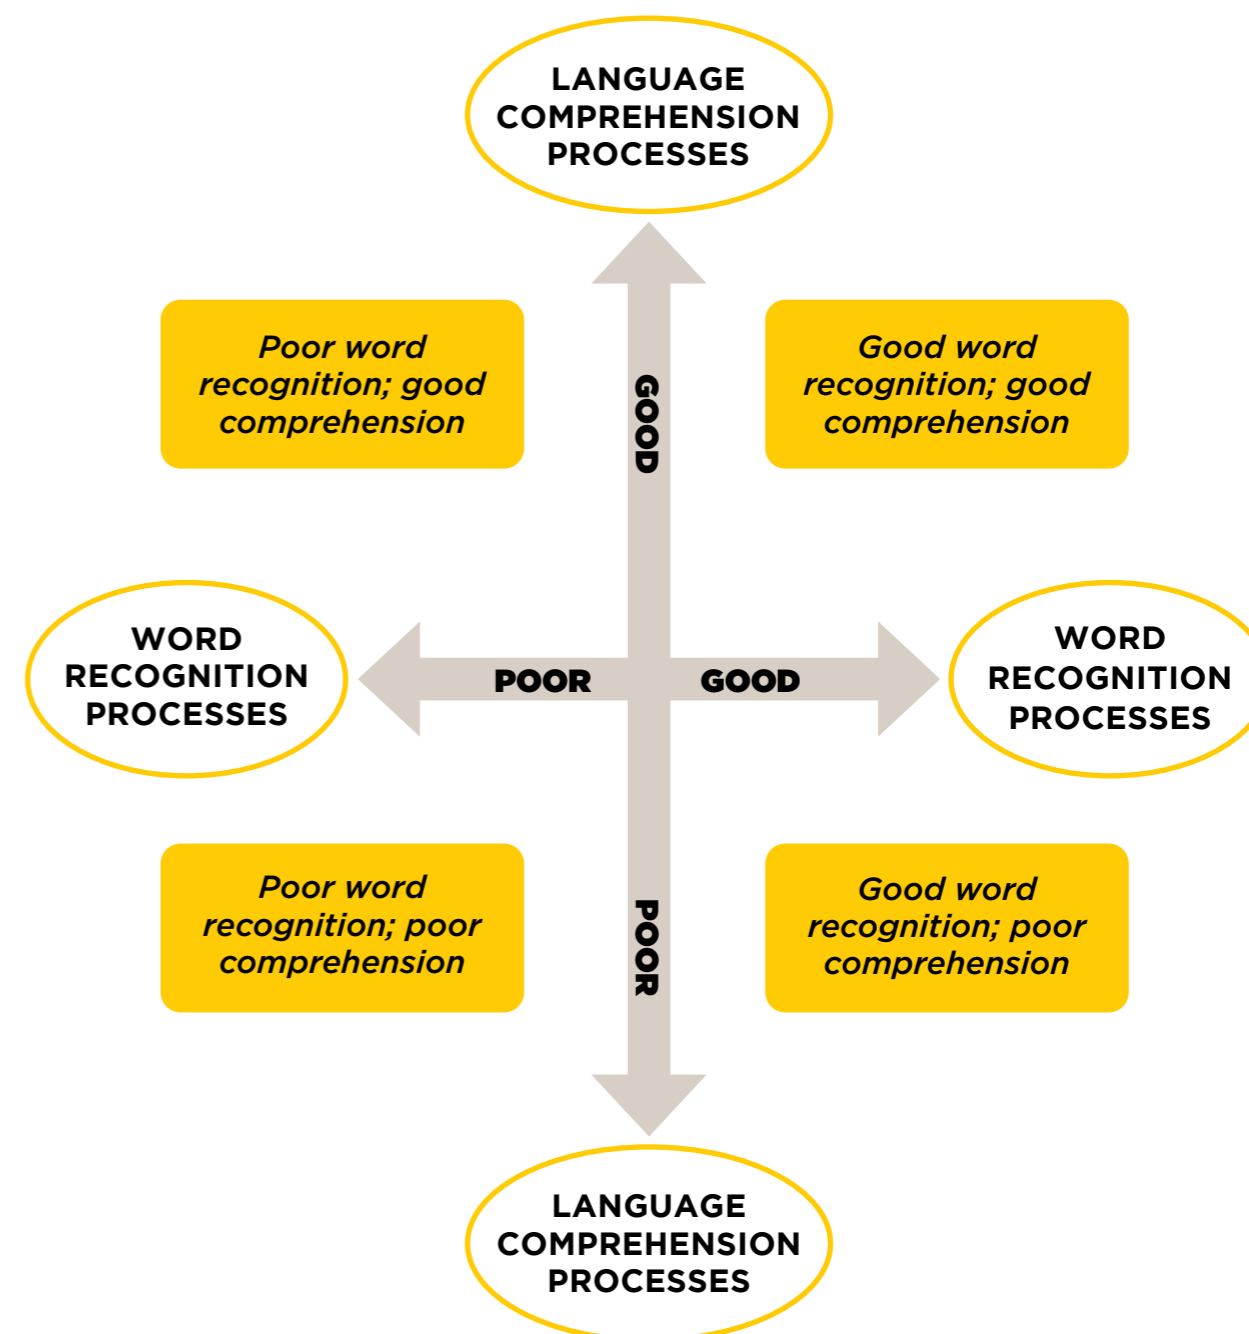 LANGUAGE
COMPREHENSION
PROCESSES
Poor word
recognition; good
comprehension
GOOD
Good word
recognition; good
comprehension
WORD
RECOGNITION
PROCESSES
POOR
GOOD
WORD
RECOGNITION
PROCESSES
Poor word
recognition; poor
comprehension
POOR
Good word
recognition; poor
comprehension
LANGUAGE
COMPREHENSION
PROCESSES